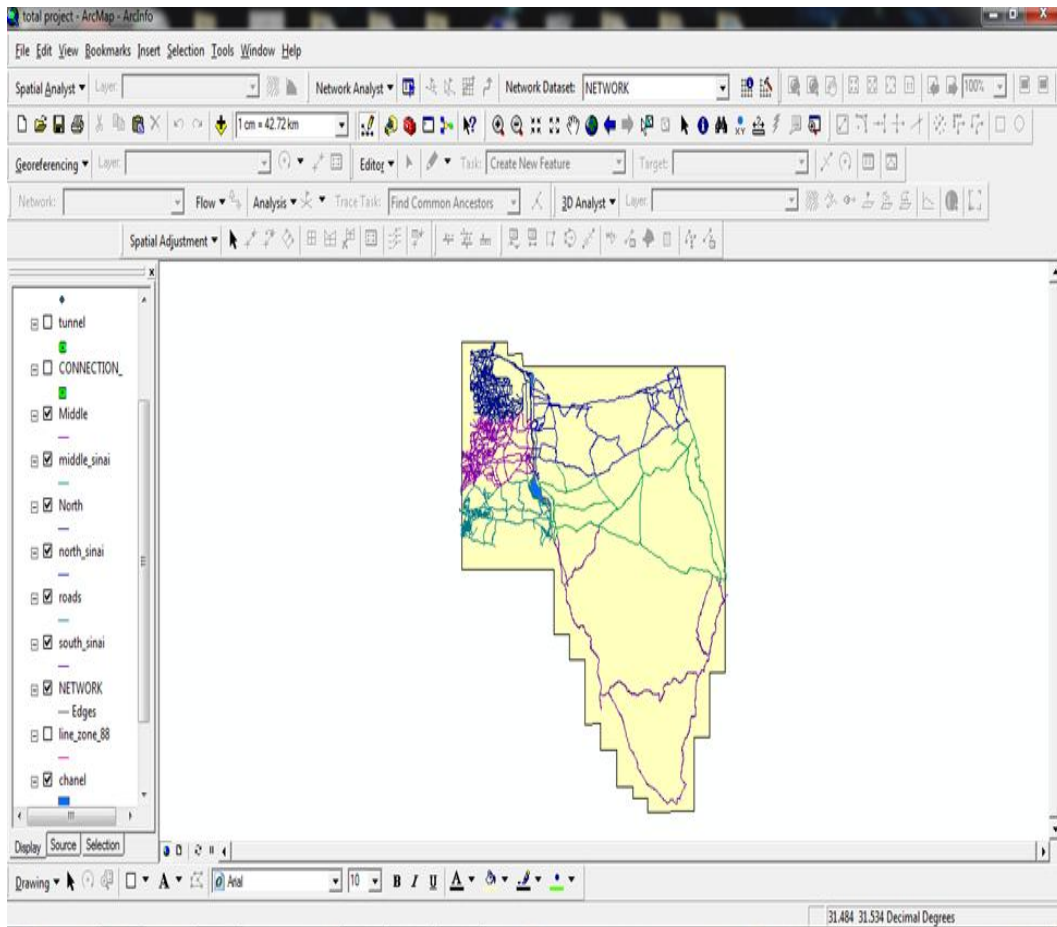 total project - ArcMap - ArcInfo
File Edit View Bookmarks Insert Selection Tools Window Help
Spatial Analyst Layer: Network Analyst Network Dataset: NETWORK 100%
1 cm = 42.72 km
Georeferencing Layer: Editor Task: Create New Feature Target:
Network: Flow Analysis Trace Task: Find Common Ancestors 3D Analyst Layer:
Spatial Adjustment
tunnel
CONNECTION_
Middle
middle_sinai
North
north_sinai
roads
south_sinai
NETWORK
Edges
line_zone_88
chanel
Display Source Selection
Drawing A Arial 10 B I U A
31.484 31.534 Decimal Degrees